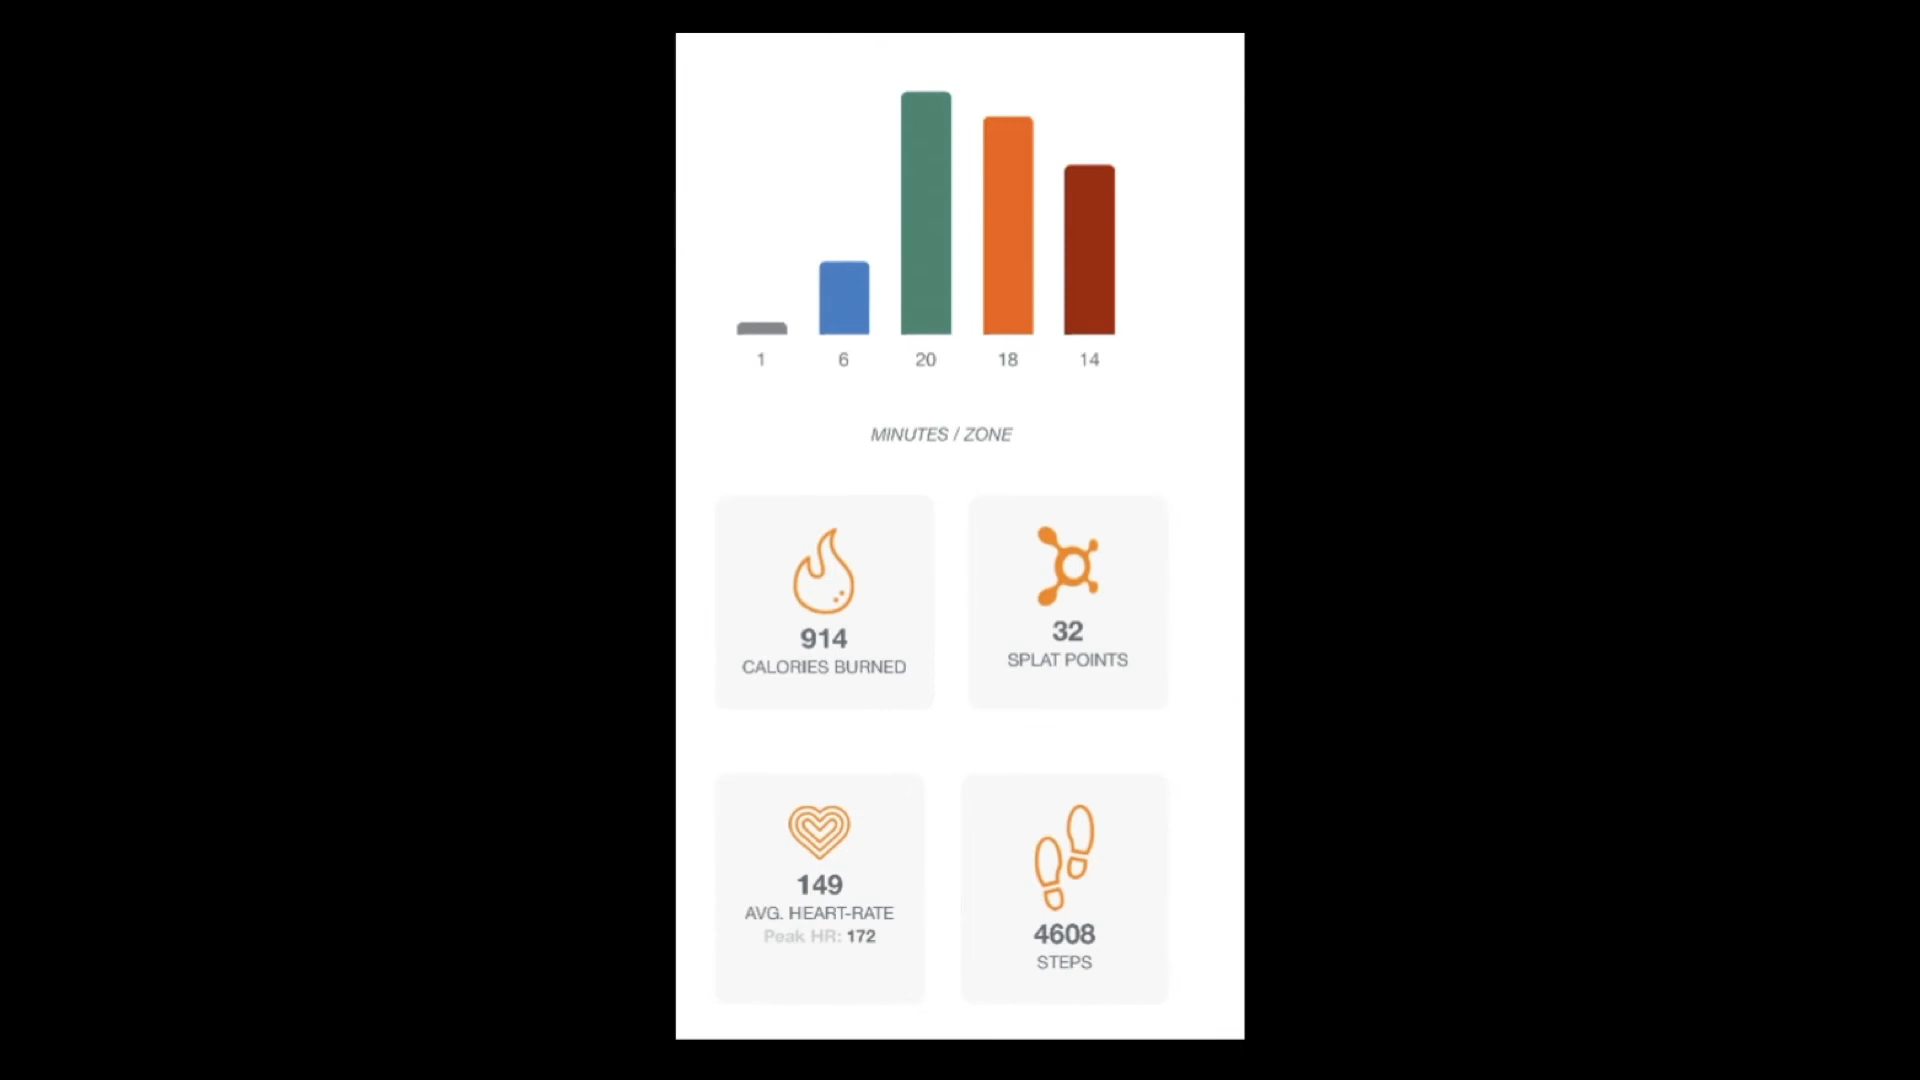 1 6 20 18 14
MINUTES / ZONE
914
CALORIES BURNED
32
SPLAT POINTS
149
AVG. HEART-RATE
Peak HR: 172
4608
STEPS